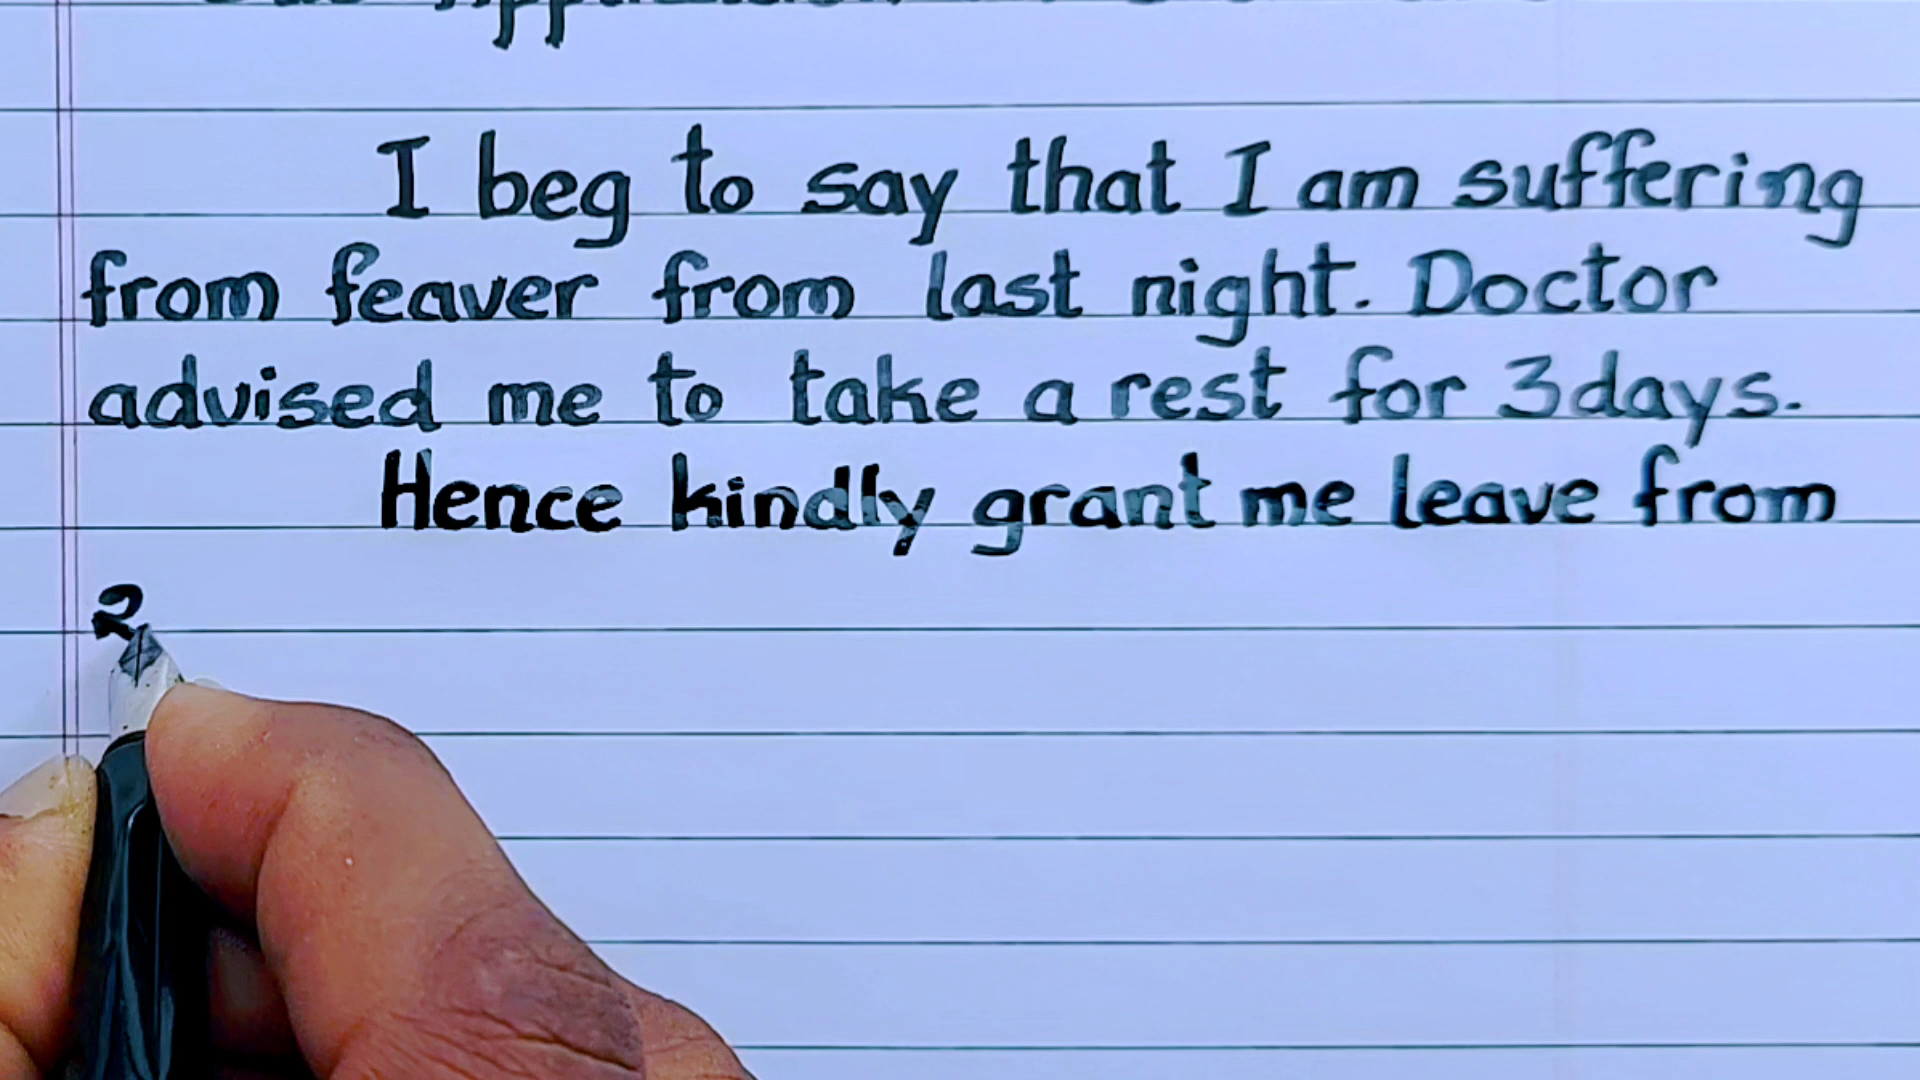 I beg to say that I am suffering
from feaver from last night. Doctor
advised me to take a rest for 3days.
Hence kindly grant me leave from
2